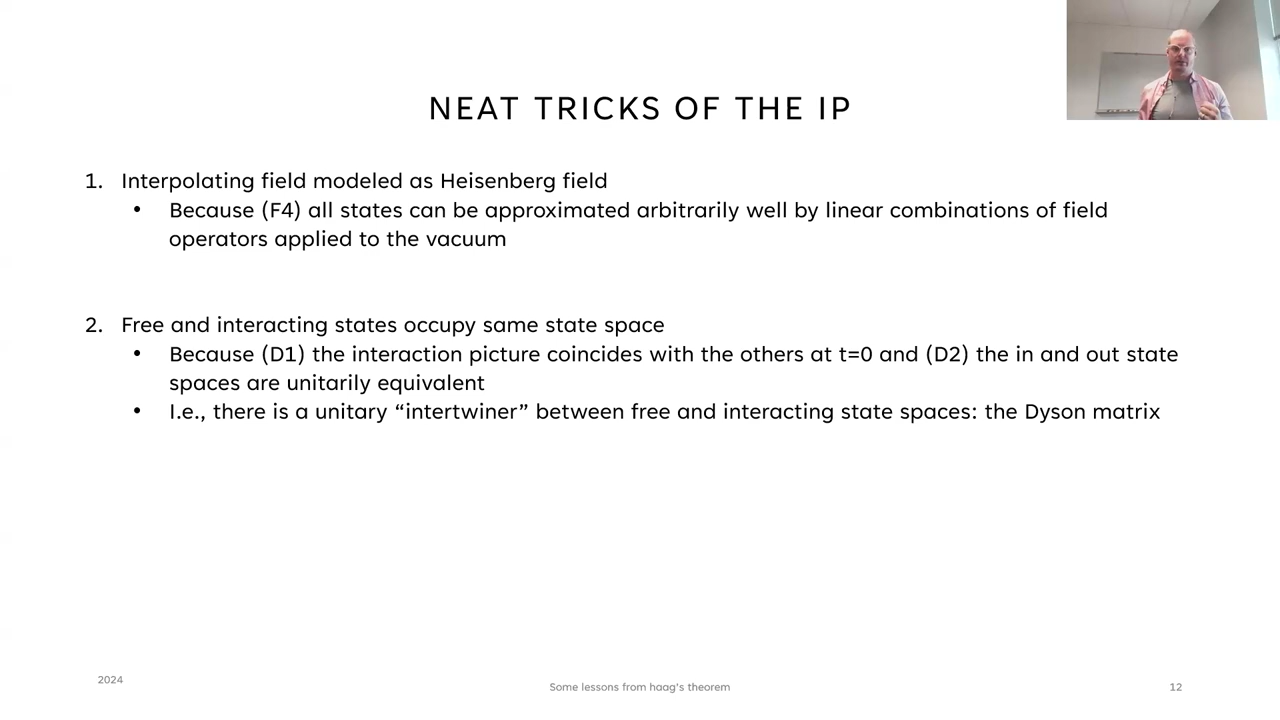 NEAT TRICKS OF THE IP
1. Interpolating field modeled as Heisenberg field
• Because (F4) all states can be approximated arbitrarily well by linear combinations of field
operators applied to the vacuum
2. Free and interacting states occupy same state space
• Because (D1) the interaction picture coincides with the others at t=0 and (D2) the in and out state
spaces are unitarily equivalent
• I.e., there is a unitary “intertwiner” between free and interacting state spaces: the Dyson matrix
2024
Some lessons from haag's theorem
12